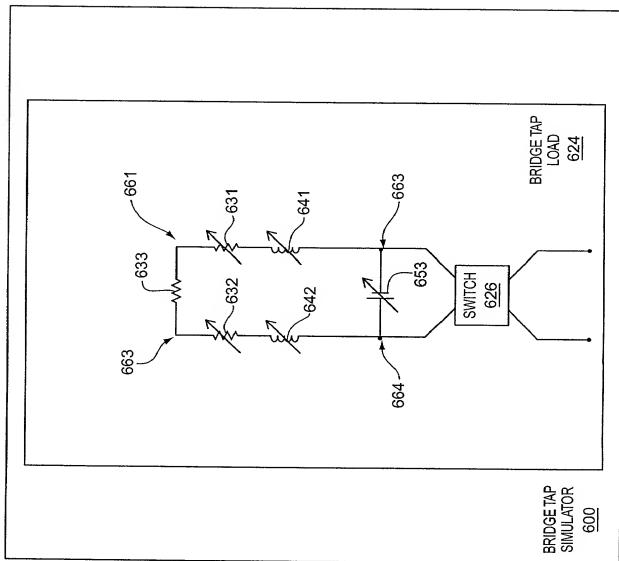 661
633
663
631
632
641
642
663
653
664
SWITCH
626
BRIDGE TAP
LOAD
624
BRIDGE TAP
SIMULATOR
600